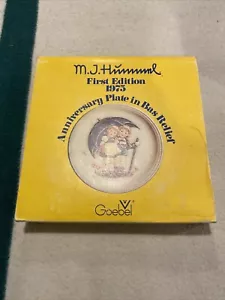 M.J.Hummel
First Edition
1975
Anniversary Plate in Bas Relief
Goebel